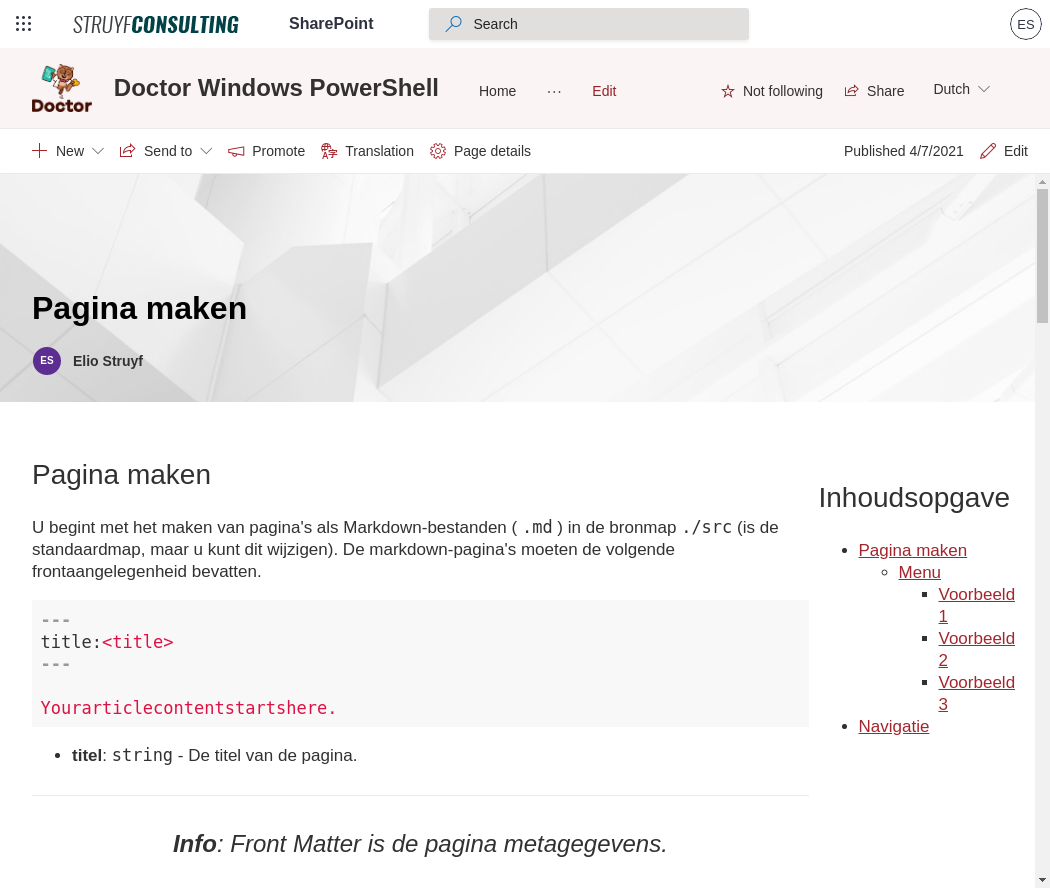 STRUYFCONSULTING SharePoint Search ES
Doctor
Doctor Windows PowerShell Home ... Edit Not following Share Dutch
New Send to Promote Translation Page details Published 4/7/2021 Edit
Pagina maken
ES Elio Struyf
Pagina maken
U begint met het maken van pagina's als Markdown-bestanden ( .md ) in de bronmap ./src (is de
standaardmap, maar u kunt dit wijzigen). De markdown-pagina's moeten de volgende
frontaangelegenheid bevatten.
---
title:<title>
---
Yourarticlecontentstartshere.
titel: string - De titel van de pagina.
Info: Front Matter is de pagina metagegevens.
Inhoudsopgave
Pagina maken
Menu
Voorbeeld
1
Voorbeeld
2
Voorbeeld
3
Navigatie